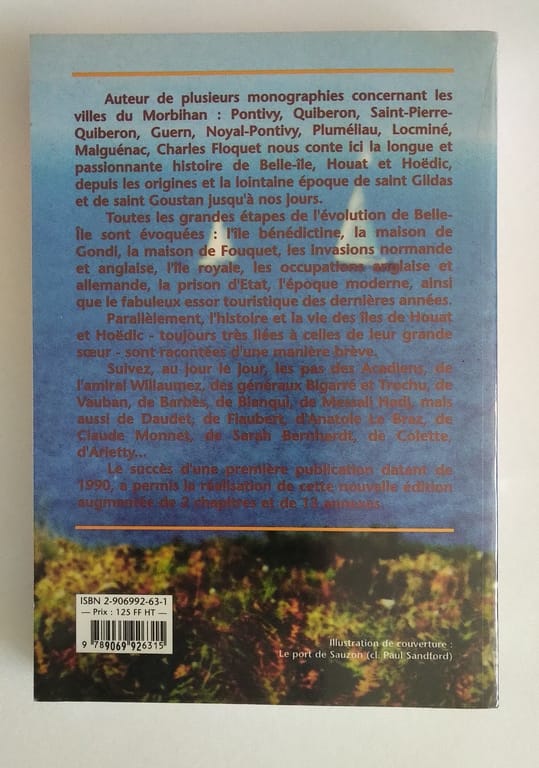 Auteur de plusieurs monographies concernant les
villes du Morbihan : Pontivy, Quiberon, Saint-Pierre-
Quiberon, Guern, Noyal-Pontivy, Pluméliau, Locminé,
Malguénac, Charles Floquet nous conte ici la longue et
passionnante histoire de Belle-île, Houat et Hoëdic,
depuis les origines et la lointaine époque de saint Gildas
et de saint Goustan jusqu'à nos jours.
Toutes les grandes étapes de l'évolution de Belle-
Île sont évoquées : l'île bénédictine, la maison de
Gondi, la maison de Fouquet, les invasions normande
et anglaise, l'île royale, les occupations anglaise et
allemande, la prison d'Etat, l'époque moderne, ainsi
que le fabuleux essor touristique des dernières années.
Parallèlement, l'histoire et la vie des îles de Houat
et Hoëdic - toujours très liées à celles de leur grande
sœur - sont racontées d'une manière brève.
Suivez, au jour le jour, les pas des Acadiens, de
l'amiral Willaumez, des généraux Bigarré et Trochu, de
Vauban, de Barbès, de Blanqui, de Messali Hadj, mais
aussi de Daudet, de Flaubert, d'Anatole Le Braz, de
Claude Monnet, de Sarah Bernhardt, de Colette,
d'Arletty...
Le succès d'une première publication datant de
1990, a permis la réalisation de cette nouvelle édition
augmentée de 2 chapitres et de 13 annexes.
ISBN 2-906992-63-1
— Prix : 125 FF HT —
9 782906 992631
Illustration de couverture :
Le port de Sauzon (cl. Paul Sandford)